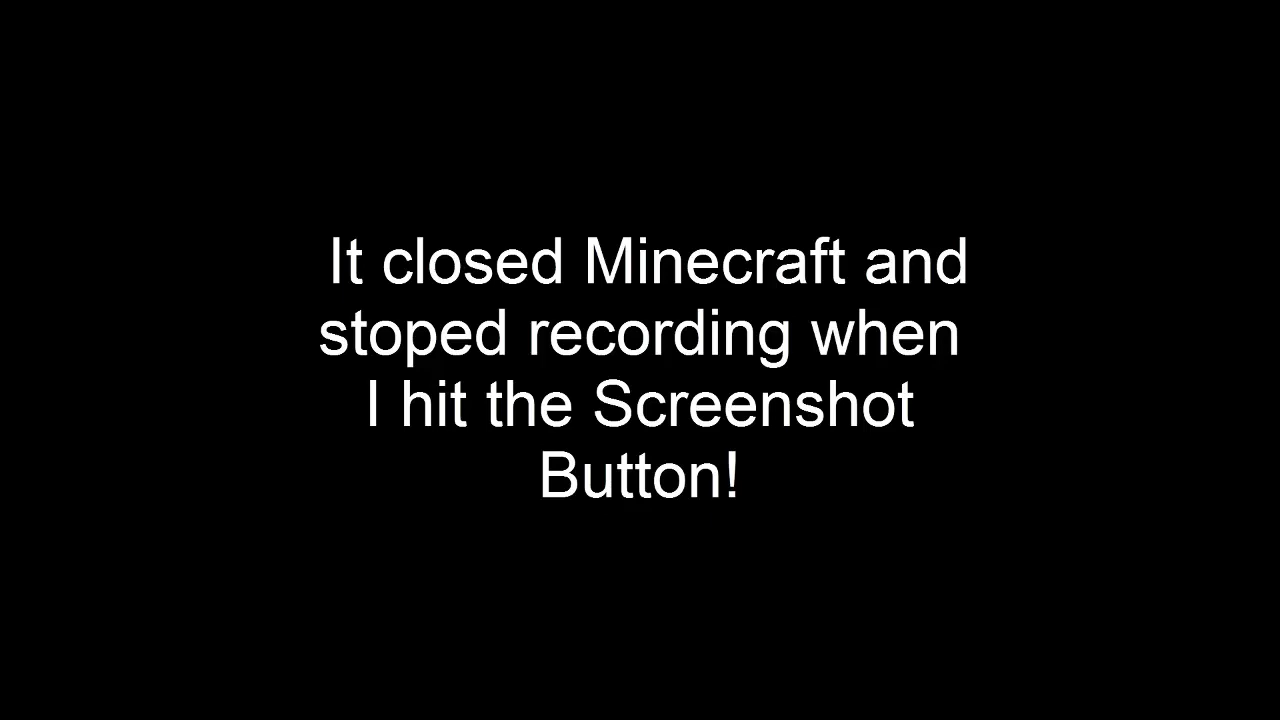 It closed Minecraft and
stoped recording when
I hit the Screenshot
Button!